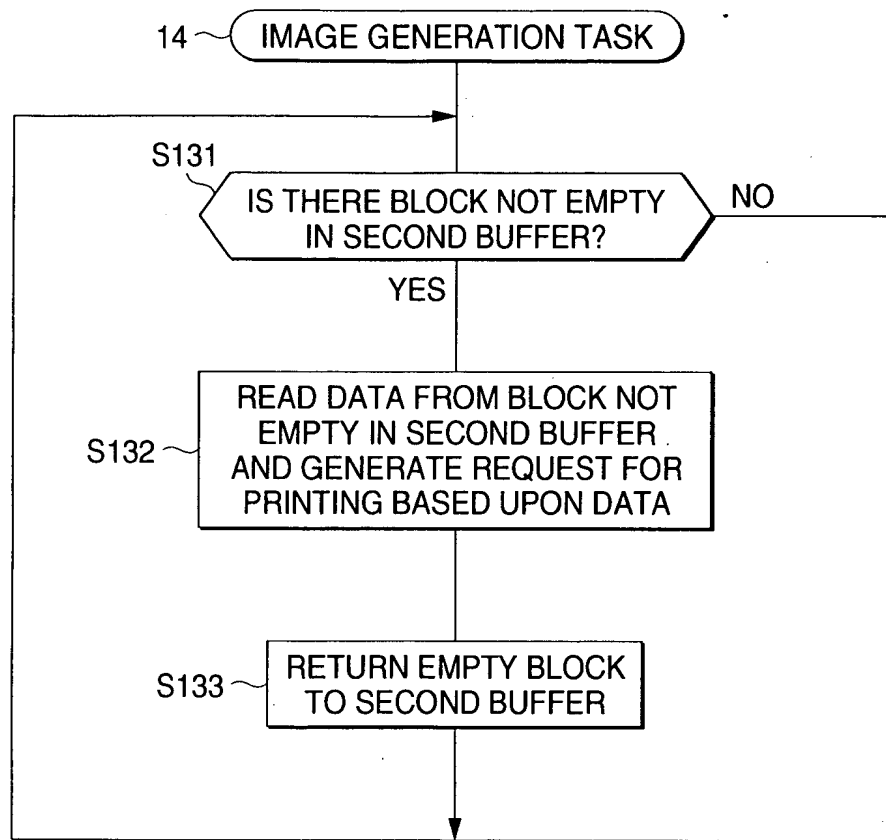 14
IMAGE GENERATION TASK
S131
IS THERE BLOCK NOT EMPTY
IN SECOND BUFFER?
NO
YES
S132
READ DATA FROM BLOCK NOT
EMPTY IN SECOND BUFFER
AND GENERATE REQUEST FOR
PRINTING BASED UPON DATA
S133
RETURN EMPTY BLOCK
TO SECOND BUFFER